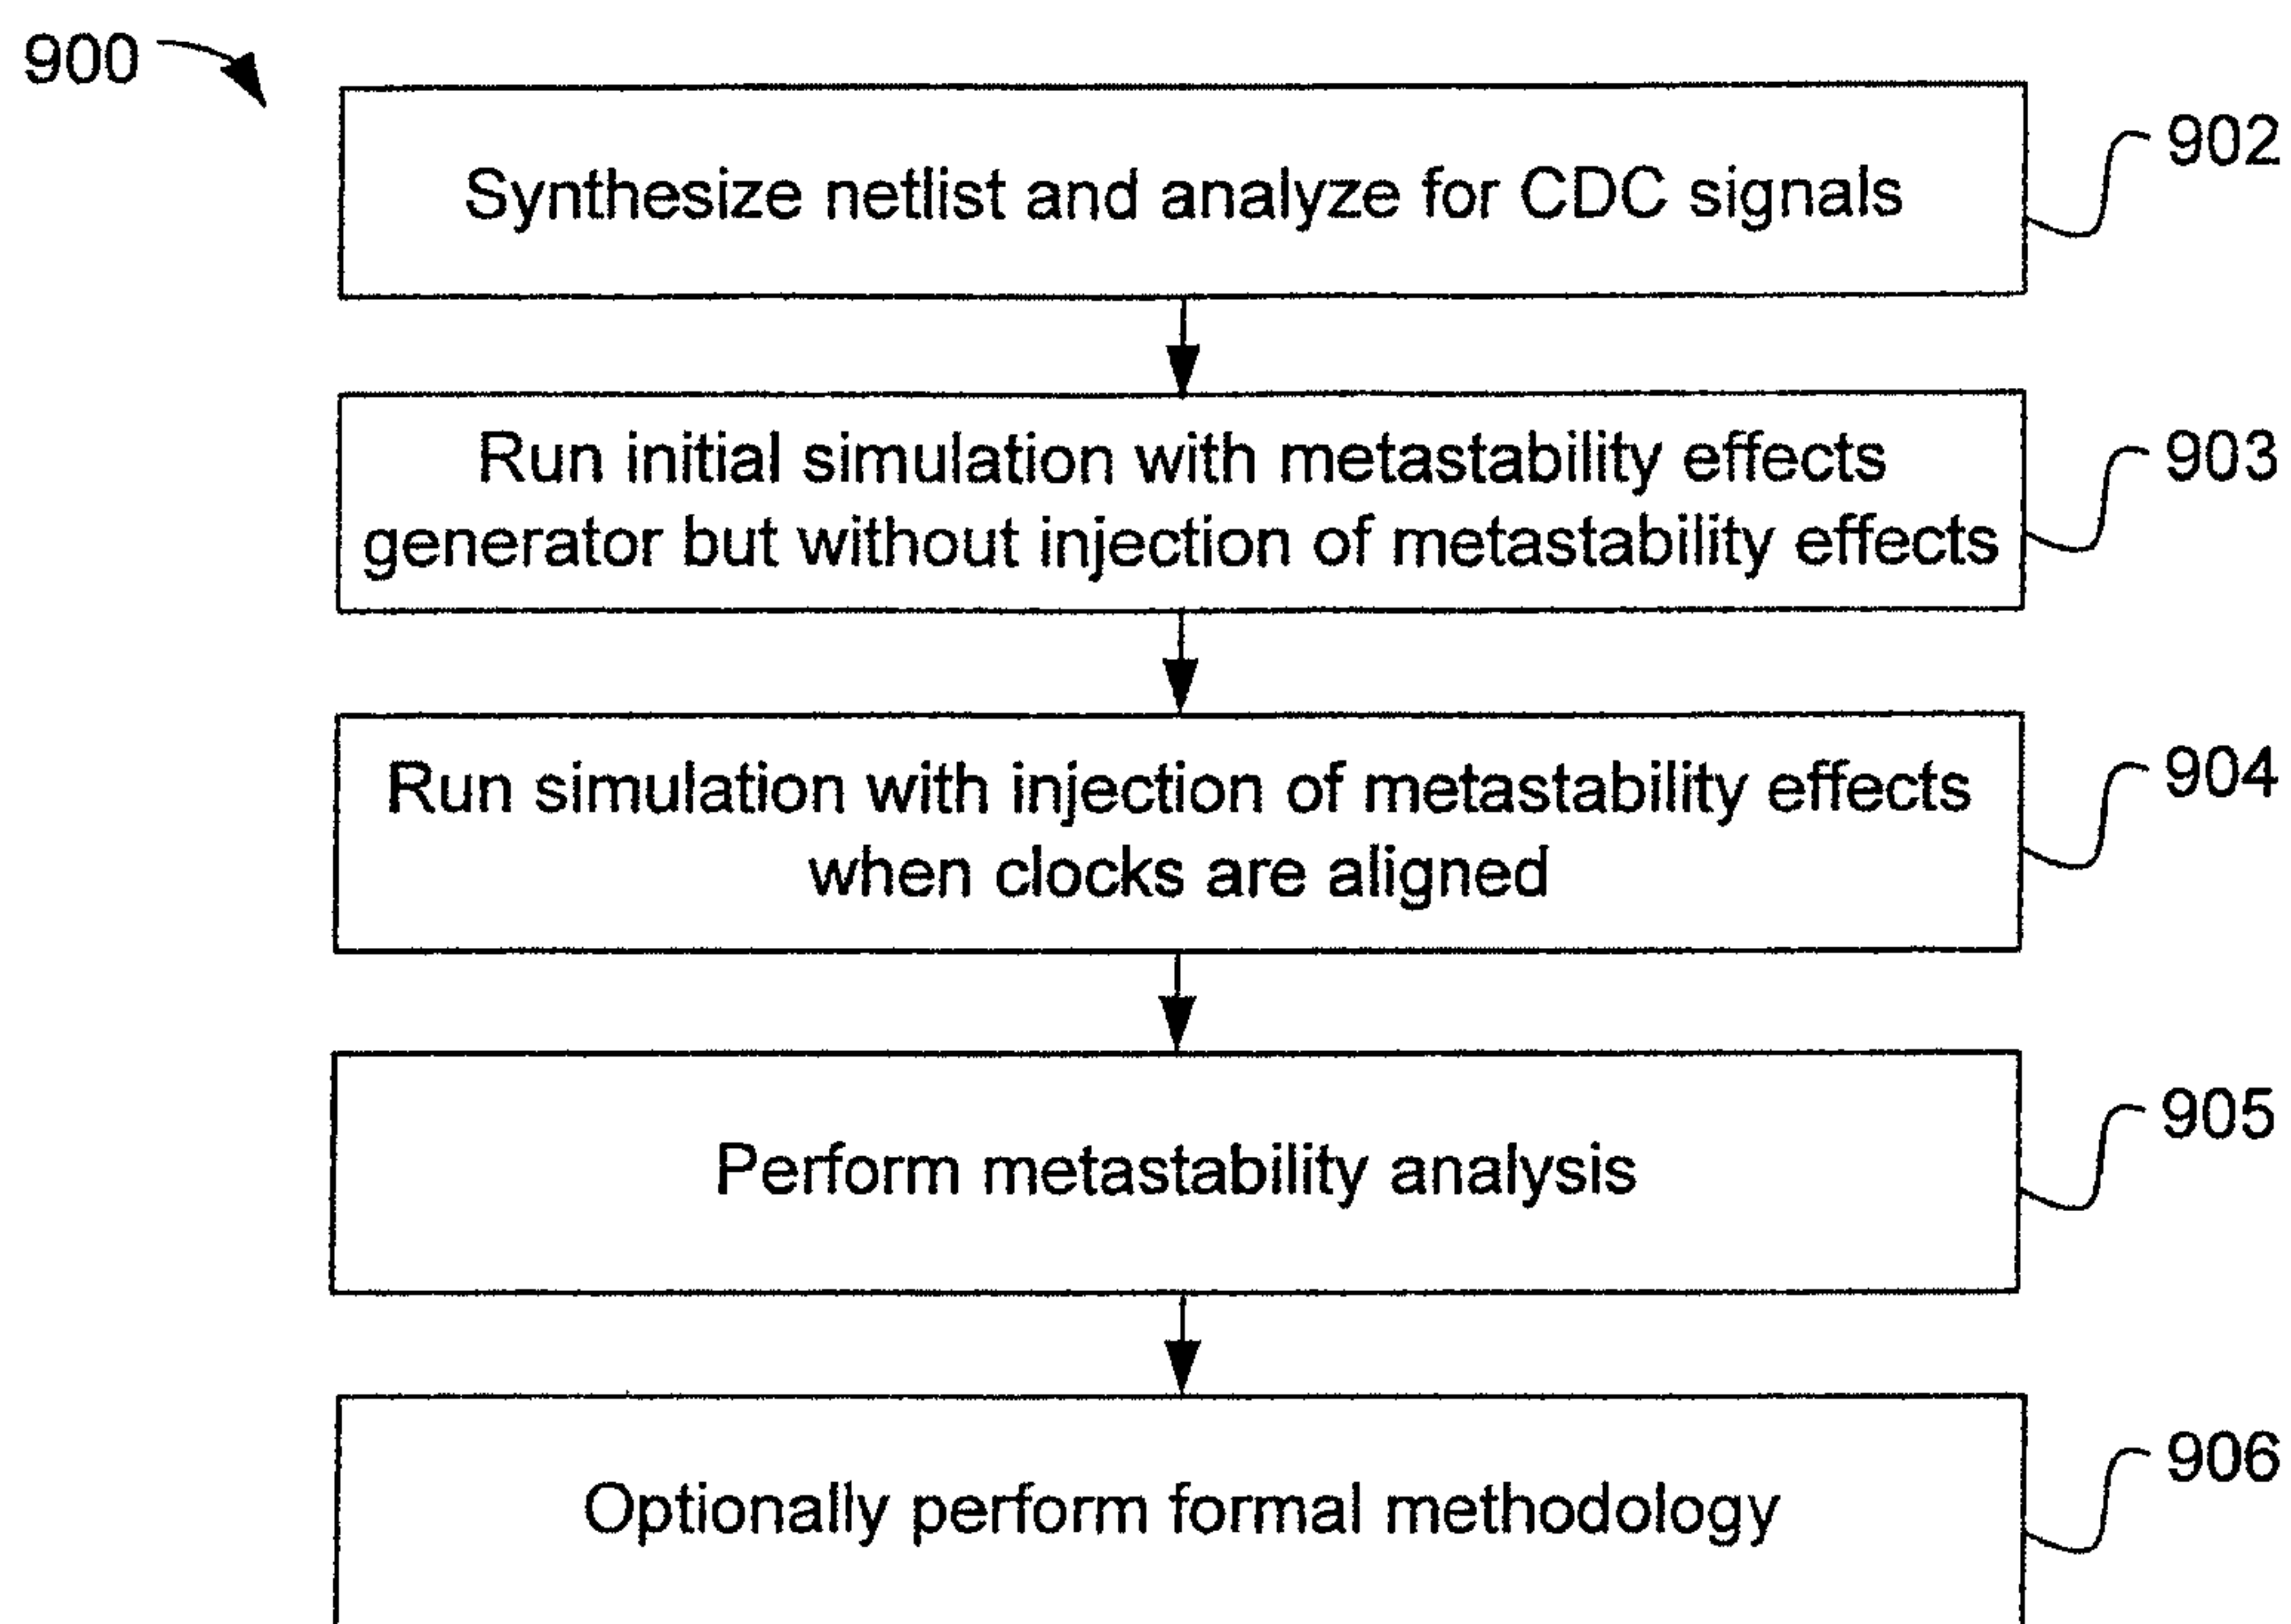 900
Synthesize netlist and analyze for CDC signals
902
Run initial simulation with metastability effects
generator but without injection of metastability effects
903
Run simulation with injection of metastability effects
when clocks are aligned
904
Perform metastability analysis
905
Optionally perform formal methodology
906